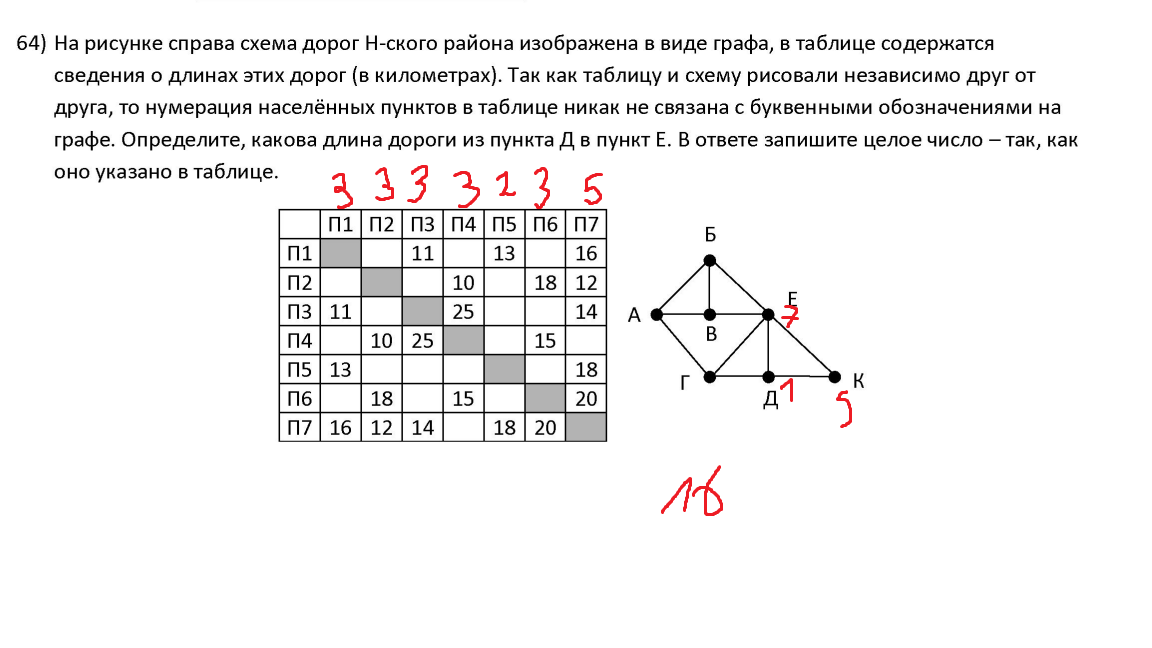 64) На рисунке справа схема дорог Н-ского района изображена в виде графа, в таблице содержатся
сведения о длинах этих дорог (в километрах). Так как таблицу и схему рисовали независимо друг от
друга, то нумерация населённых пунктов в таблице никак не связана с буквенными обозначениями на
графе. Определите, какова длина дороги из пункта Д в пункт Е. В ответе запишите целое число – так, как
оно указано в таблице.
3 3 3 3 2 3 5
П1 П2 П3 П4 П5 П6 П7
П1 11 13 16
П2 10 18 12
П3 11 25 14
П4 10 25 15
П5 13 18
П6 18 15 20
П7 16 12 14 18 20
Б
Е
А
7
В
Г
К
Д 1
5
16